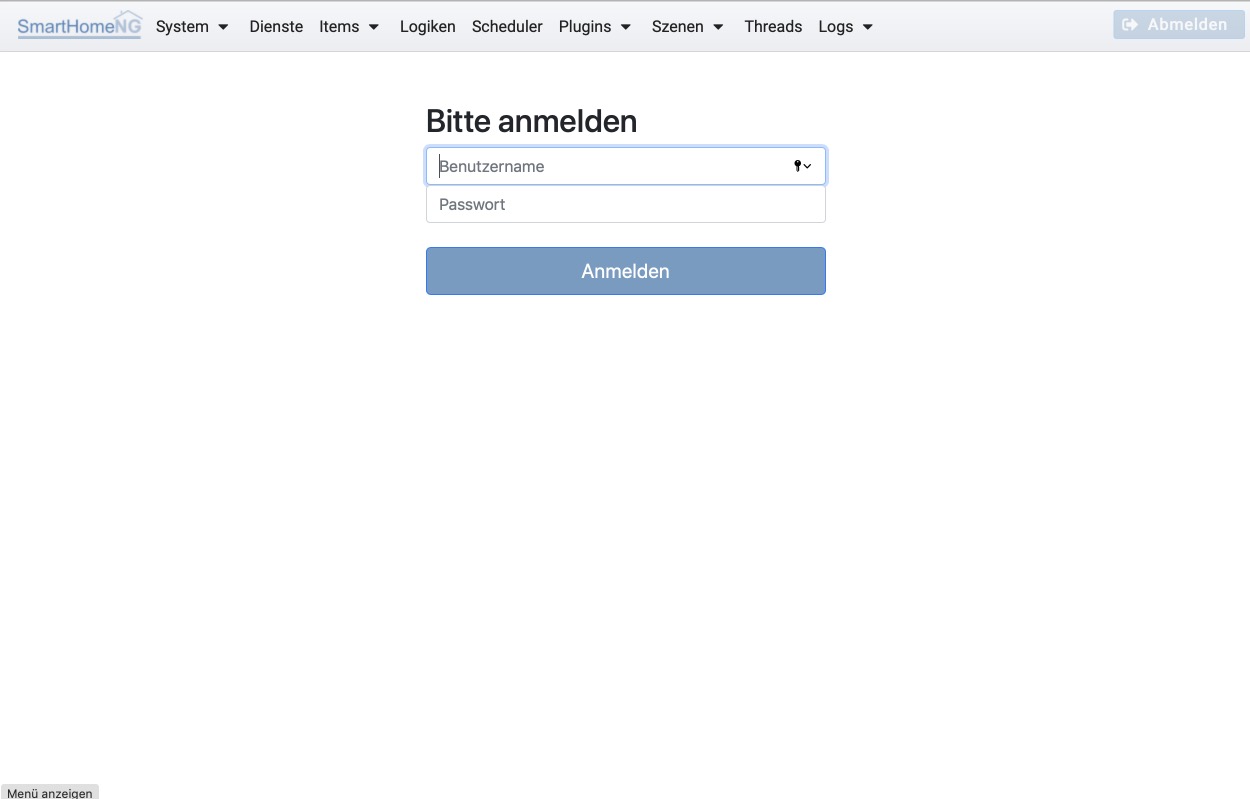 SmartHomeNG System Dienste Items Logiken Scheduler Plugins Szenen Threads Logs Abmelden
Bitte anmelden
Benutzername
Passwort
Anmelden
Menü anzeigen